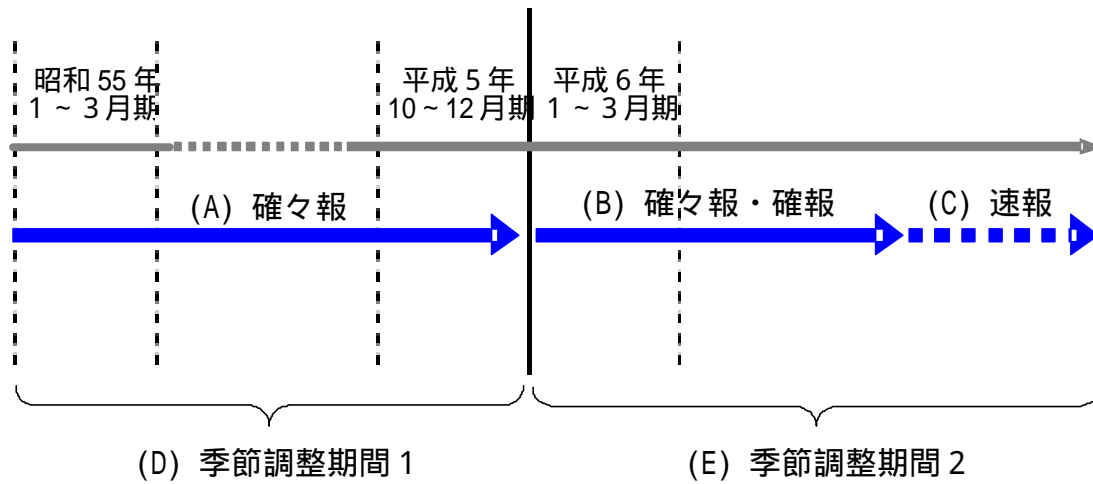 昭和 55 年
1 ~ 3 月期
平成 5 年
10 ~ 12 月期
平成 6 年
1 ~ 3 月期
(A) 確々報
(B) 確々報・確報
(C) 速報
(D) 季節調整期間 1
(E) 季節調整期間 2